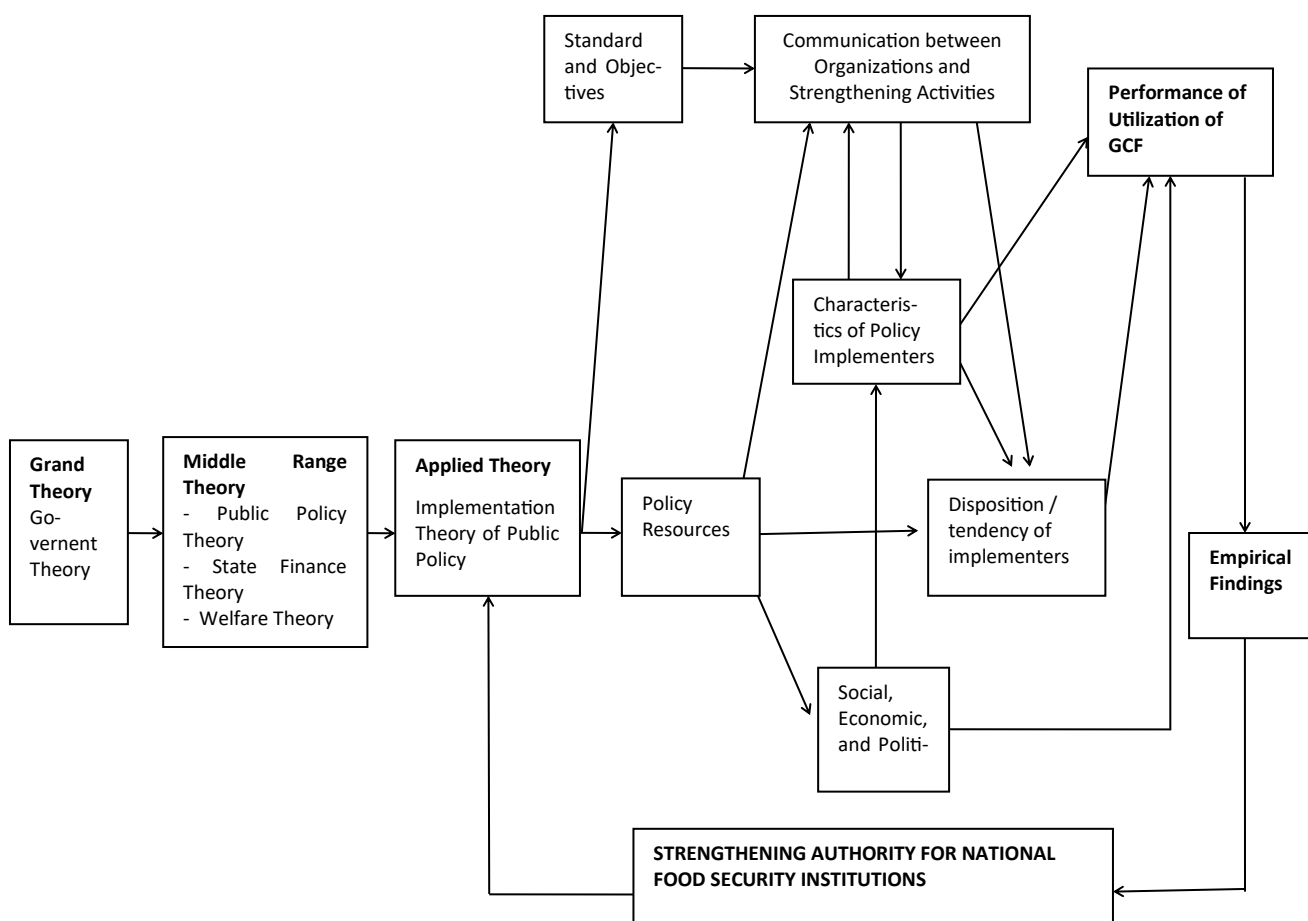 Standard
and Objec-
tives
Communication between
Organizations and
Strengthening Activities
Performance of
Utilization of
GCF
Characteris-
tics of Policy
Implementers
Grand
Theory
Go-
vernent
Theory
Middle Range
Theory
- Public Policy
Theory
- State Finance
Theory
- Welfare Theory
Applied Theory
Implementation
Theory of Public
Policy
Policy
Resources
Disposition /
tendency of
implementers
Empirical
Findings
Social,
Economic,
and Politi-
STRENGTHENING AUTHORITY FOR NATIONAL
FOOD SECURITY INSTITUTIONS